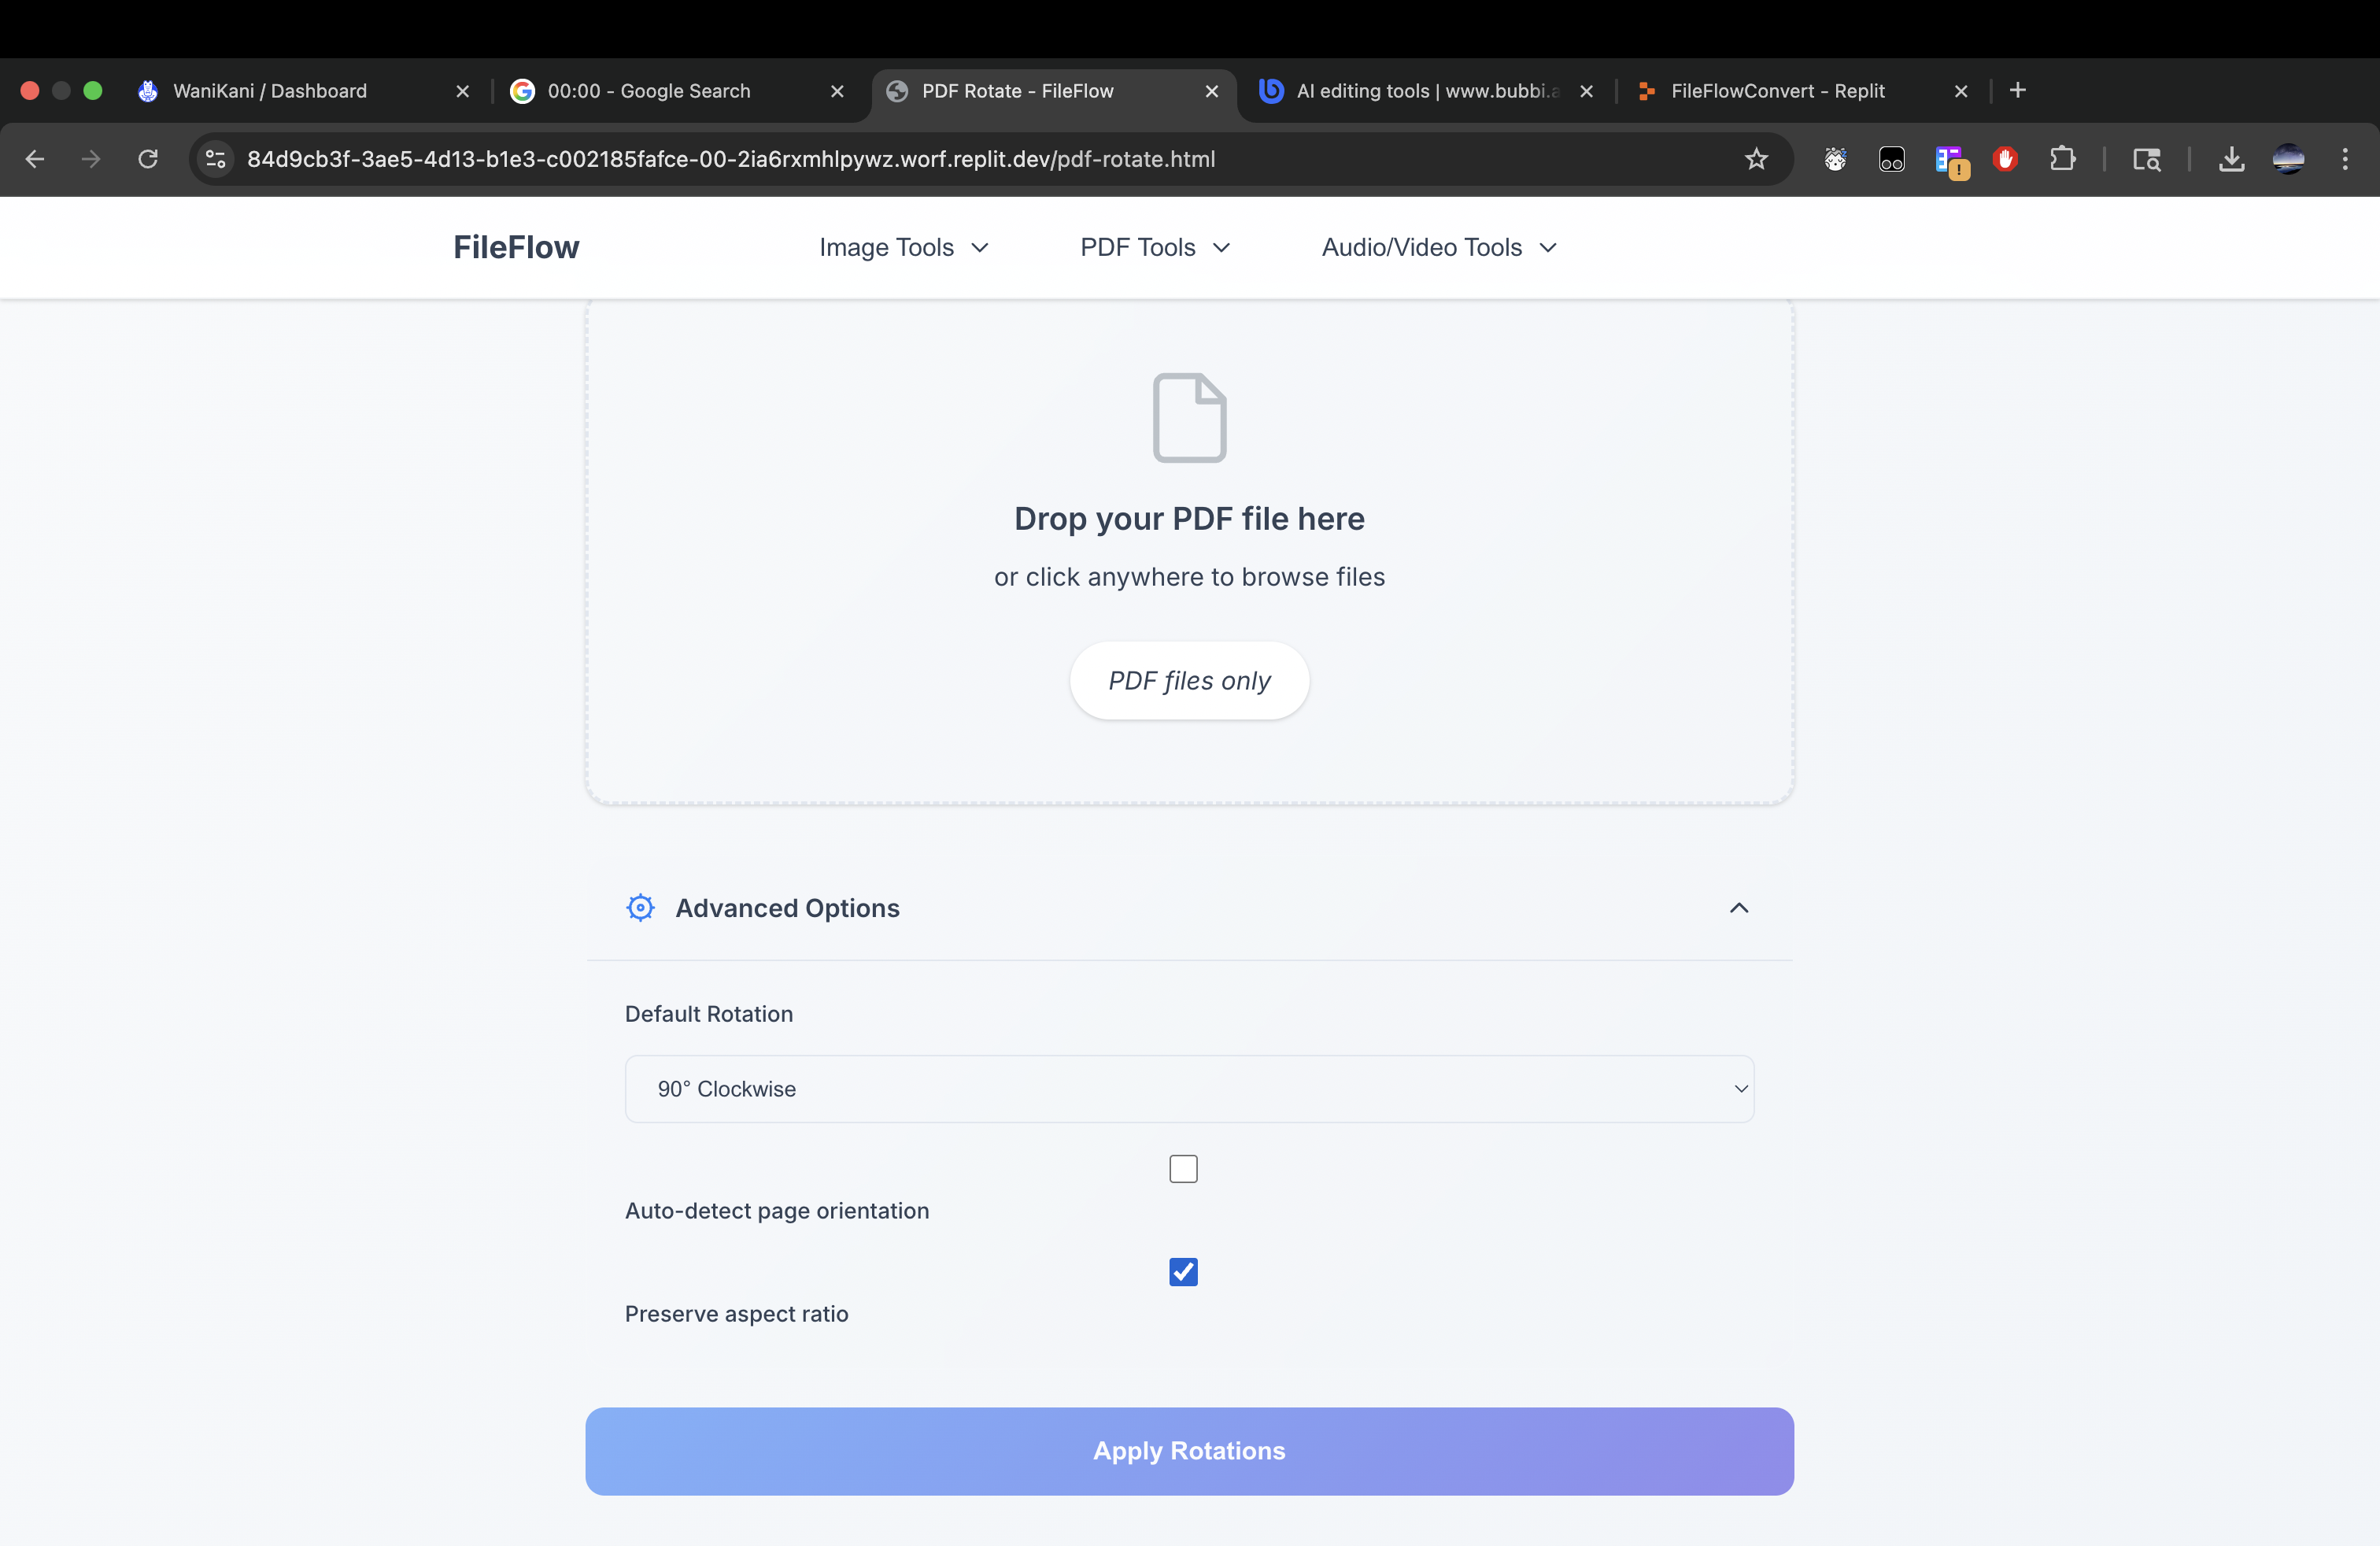 WaniKani / Dashboard
00:00 - Google Search
PDF Rotate - FileFlow
AI editing tools | www.bubbi.a
FileFlowConvert - Replit
84d9cb3f-3ae5-4d13-b1e3-c002185fafce-00-2ia6rxmhlpywz.worf.replit.dev/pdf-rotate.html
FileFlow
Image Tools
PDF Tools
Audio/Video Tools
Drop your PDF file here
or click anywhere to browse files
PDF files only
Advanced Options
Default Rotation
90° Clockwise
Auto-detect page orientation
Preserve aspect ratio
Apply Rotations